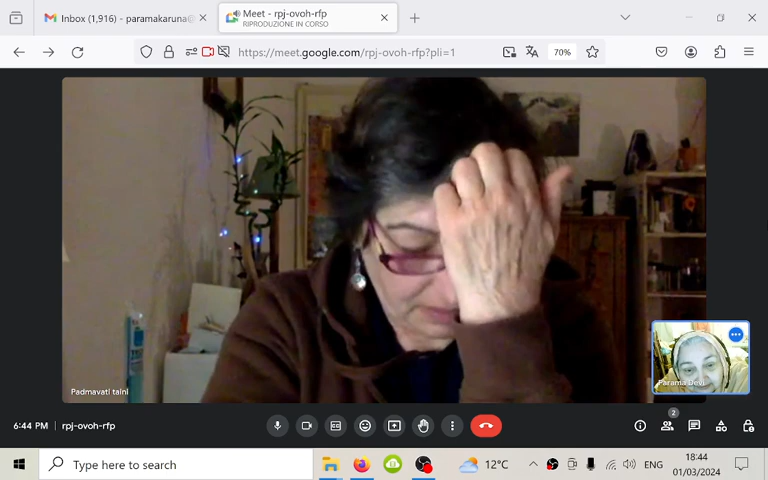 Inbox (1,916) - paramakaruna@
Meet - rpj-ovoh-rfp
RIPRODUZIONE IN CORSO
https://meet.google.com/rpj-ovoh-rfp?pli=1
70%
Padmavati taini
Parama Devi
6:44 PM | rpj-ovoh-rfp
2
Type here to search
12°C
ENG
18:44
01/03/2024